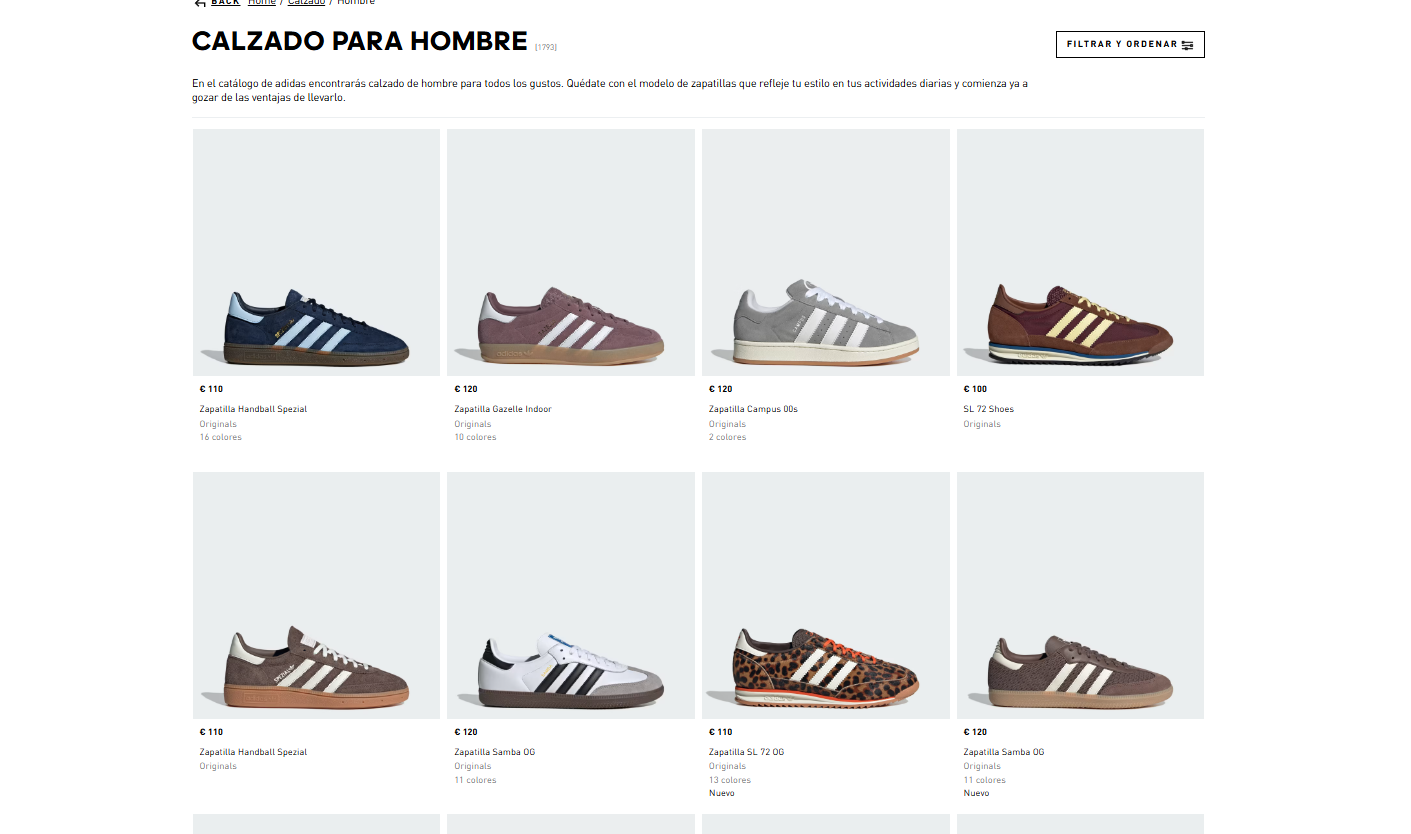 BACK Home / Calzado / Hombre
CALZADO PARA HOMBRE [1793]
FILTRAR Y ORDENAR
En el catálogo de adidas encontrarás calzado de hombre para todos los gustos. Quédate con el modelo de zapatillas que refleje tu estilo en tus actividades diarias y comienza ya a
gozar de las ventajas de llevarlo.
€ 110
Zapatilla Handball Spezial
Originals
16 colores
€ 120
Zapatilla Gazelle Indoor
Originals
10 colores
€ 120
Zapatilla Campus 00s
Originals
2 colores
€ 100
SL 72 Shoes
Originals
€ 110
Zapatilla Handball Spezial
Originals
€ 120
Zapatilla Samba OG
Originals
11 colores
€ 110
Zapatilla SL 72 OG
Originals
13 colores
Nuevo
€ 120
Zapatilla Samba OG
Originals
11 colores
Nuevo